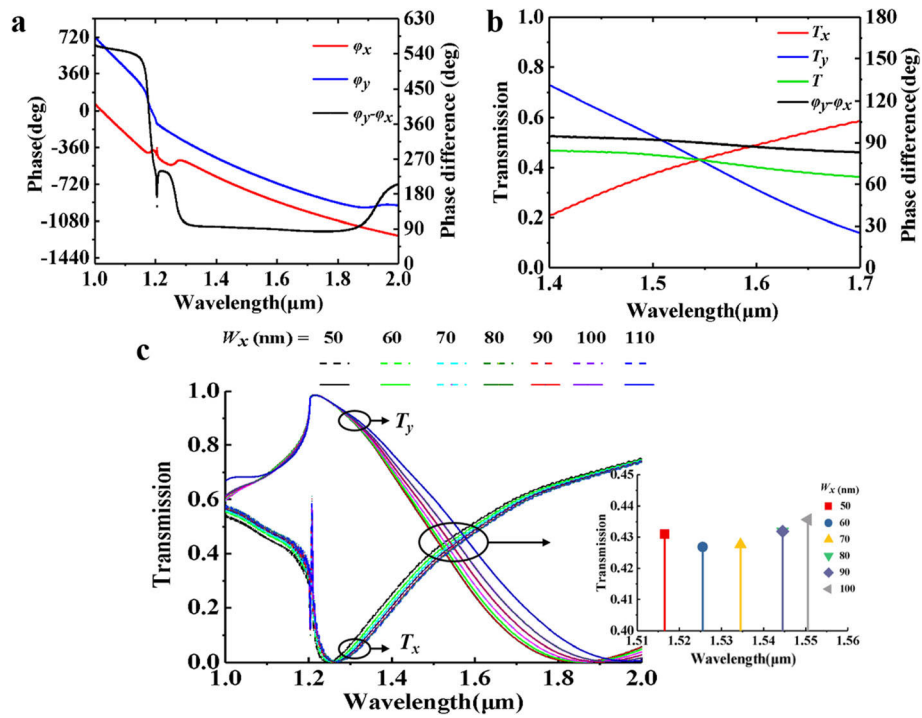 a
720
360
0
-360
-720
-1080
-1440
Phase(deg)
φx
φy
φy-φx
630
540
450
360
270
180
90
0
Phase difference (deg)
1.0 1.2 1.4 1.6 1.8 2.0
Wavelength(μm)
b
1.0
0.8
0.6
0.4
0.2
0.0
Transmission
Tx
Ty
T
φy-φx
180
150
120
90
60
30
0
Phase difference(deg)
1.4 1.5 1.6 1.7
Wavelength(μm)
c
Wx (nm) = 50 60 70 80 90 100 110
1.0
0.8
0.6
0.4
0.2
0.0
Transmission
Ty
Tx
1.0 1.2 1.4 1.6 1.8 2.0
Wavelength(μm)
0.45
0.44
0.43
0.42
0.41
0.40
Transmission
Wx (nm)
50
60
70
80
90
100
1.51 1.52 1.53 1.54 1.55 1.56
Wavelength(μm)